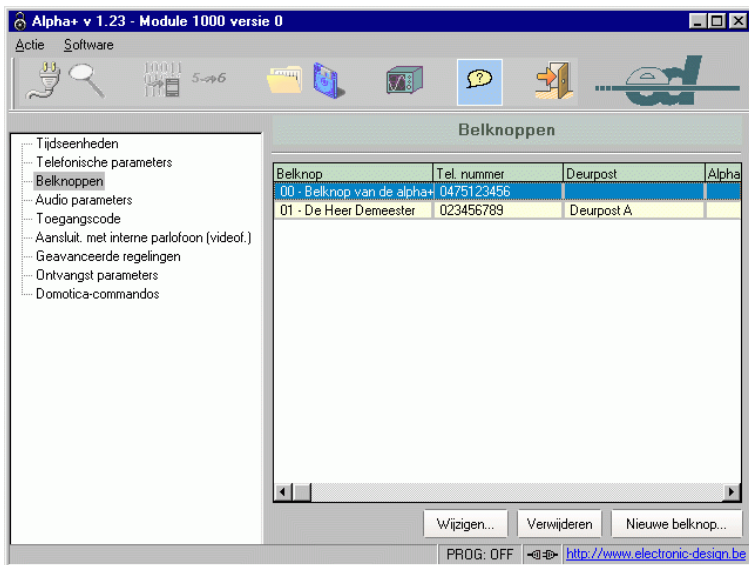 Alpha+ v 1.23 - Module 1000 versie 0
Actie Software
10011
5→6
?
ed
Belknoppen
Tijdseenheden
Telefonische parameters
Belknoppen
Audio parameters
Toegangscode
Aansluit. met interne parlofoon (videof.)
Geavanceerde regelingen
Ontvangst parameters
Domotica-commandos
Belknop Tel. nummer Deurpost Alpha
00 - Belknop van de alpha+ 0475123456
01 - De Heer Demeester 023456789 Deurpost A
Wijzigen... Verwijderen Nieuwe belknop...
PROG: OFF http://www.electronic-design.be